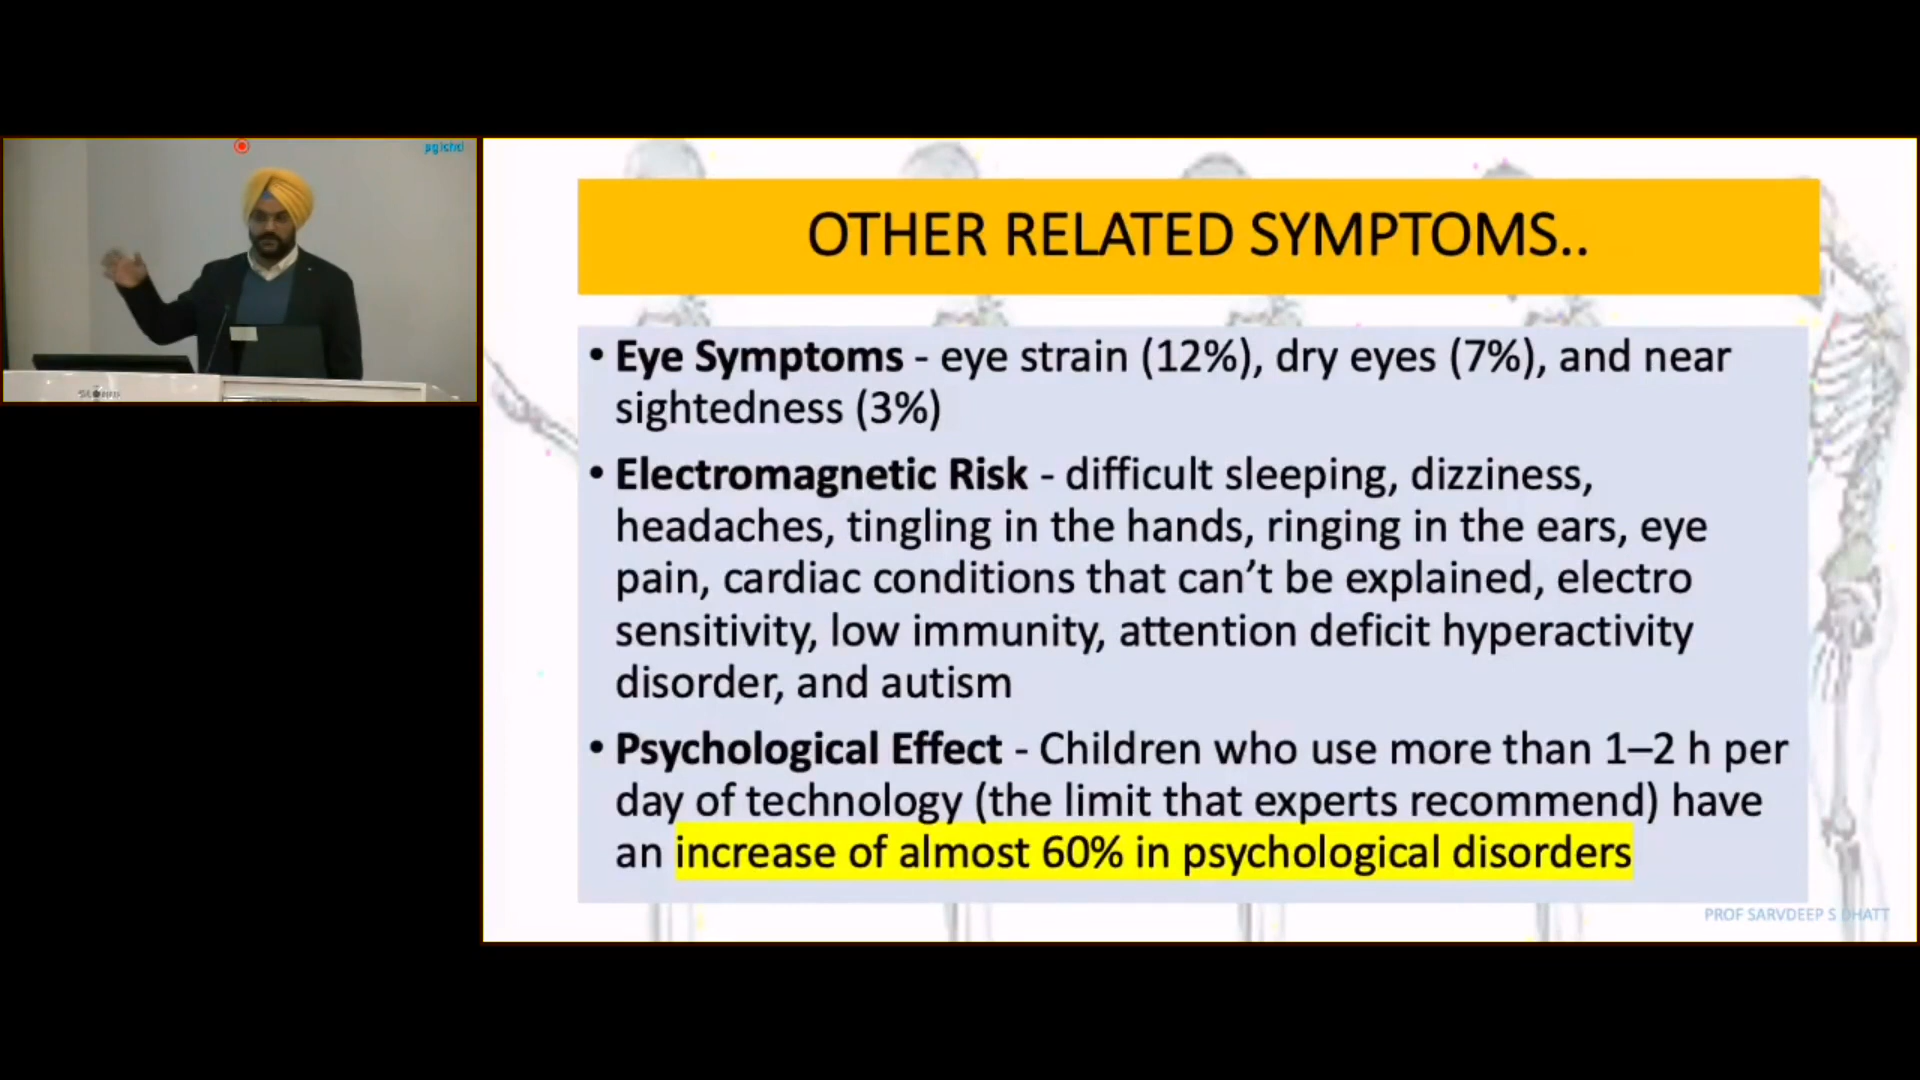 pgichd
OTHER RELATED SYMPTOMS..
• Eye Symptoms - eye strain (12%), dry eyes (7%), and near
sightedness (3%)
• Electromagnetic Risk - difficult sleeping, dizziness,
headaches, tingling in the hands, ringing in the ears, eye
pain, cardiac conditions that can’t be explained, electro
sensitivity, low immunity, attention deficit hyperactivity
disorder, and autism
• Psychological Effect - Children who use more than 1–2 h per
day of technology (the limit that experts recommend) have
an increase of almost 60% in psychological disorders
PROF SARVDEEP S DHATT